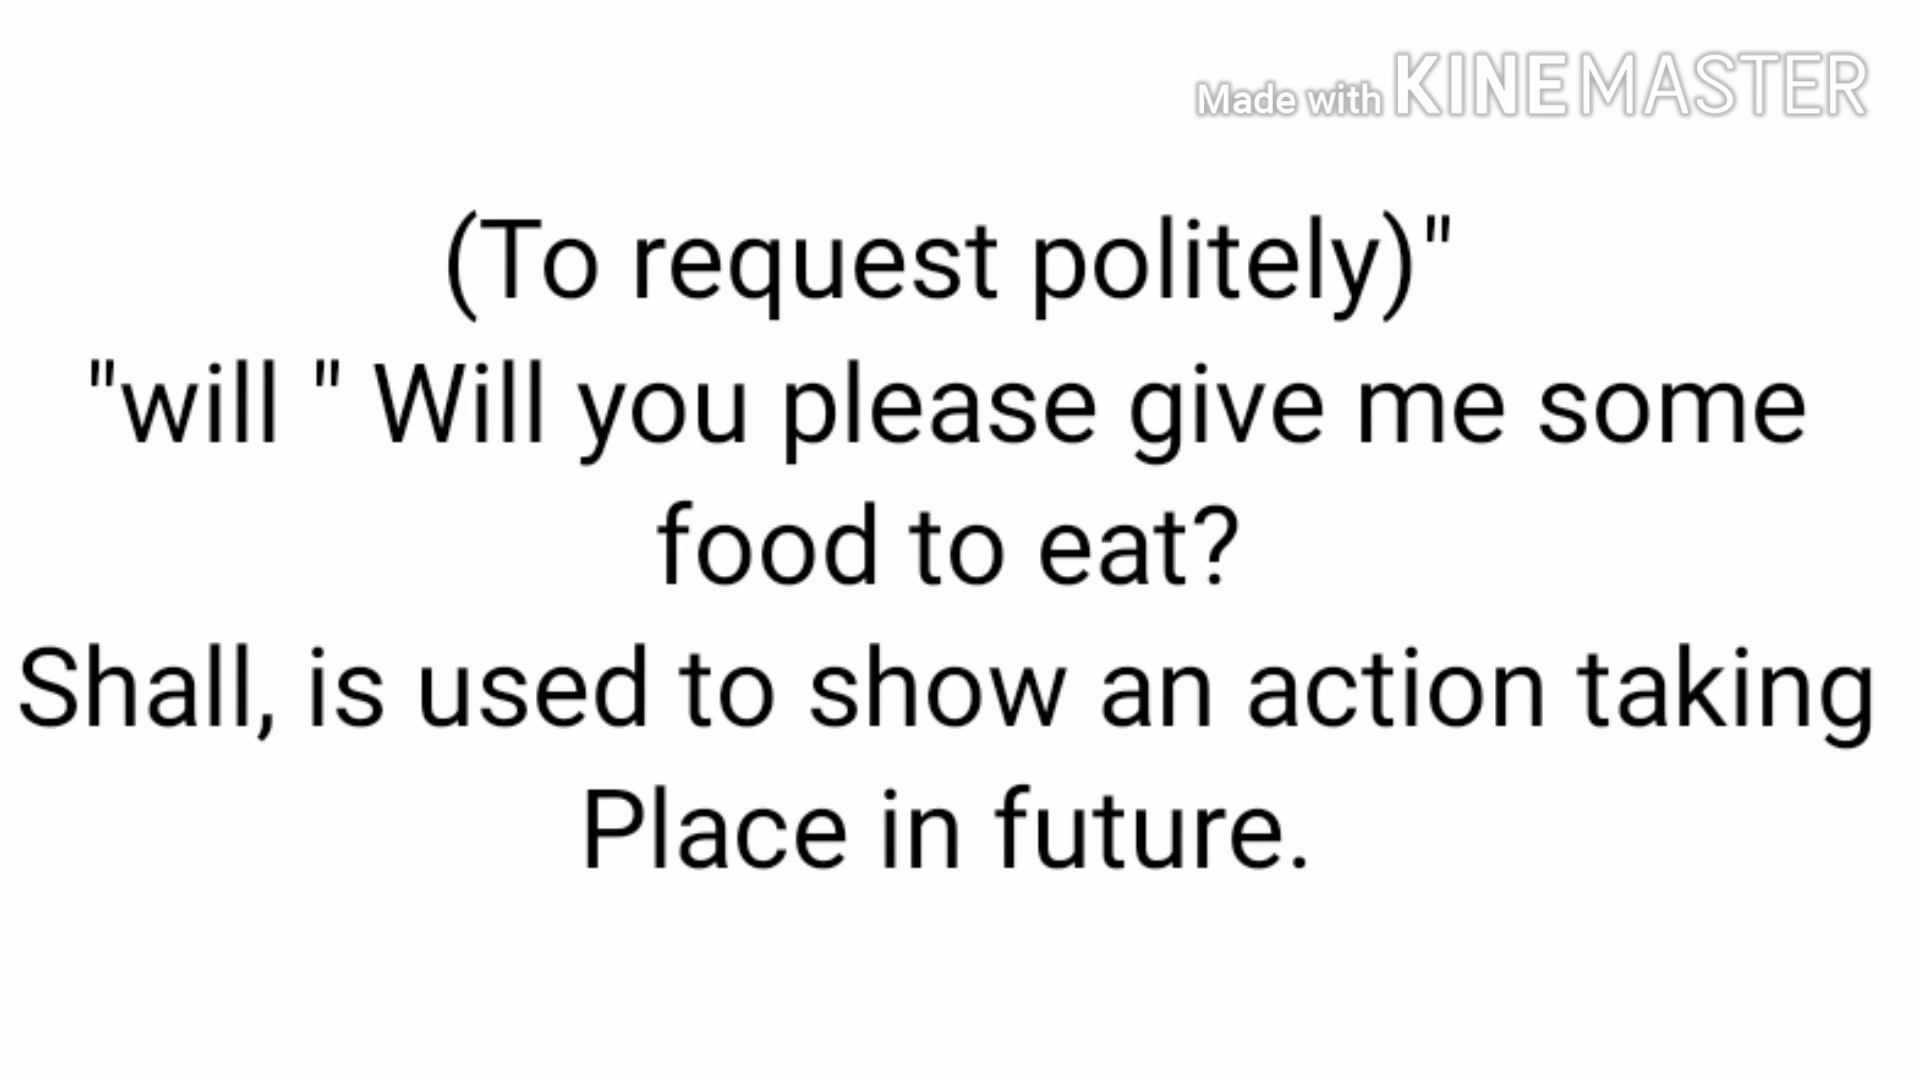 Made with KINEMASTER
(To request politely)"
"will " Will you please give me some
food to eat?
Shall, is used to show an action taking
Place in future.